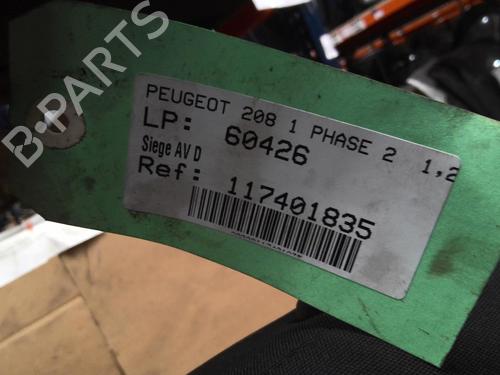 B-PARTS
PEUGEOT 208 1 PHASE 2 1,2
LP: 60426
Siege AV D
Ref: 117401835